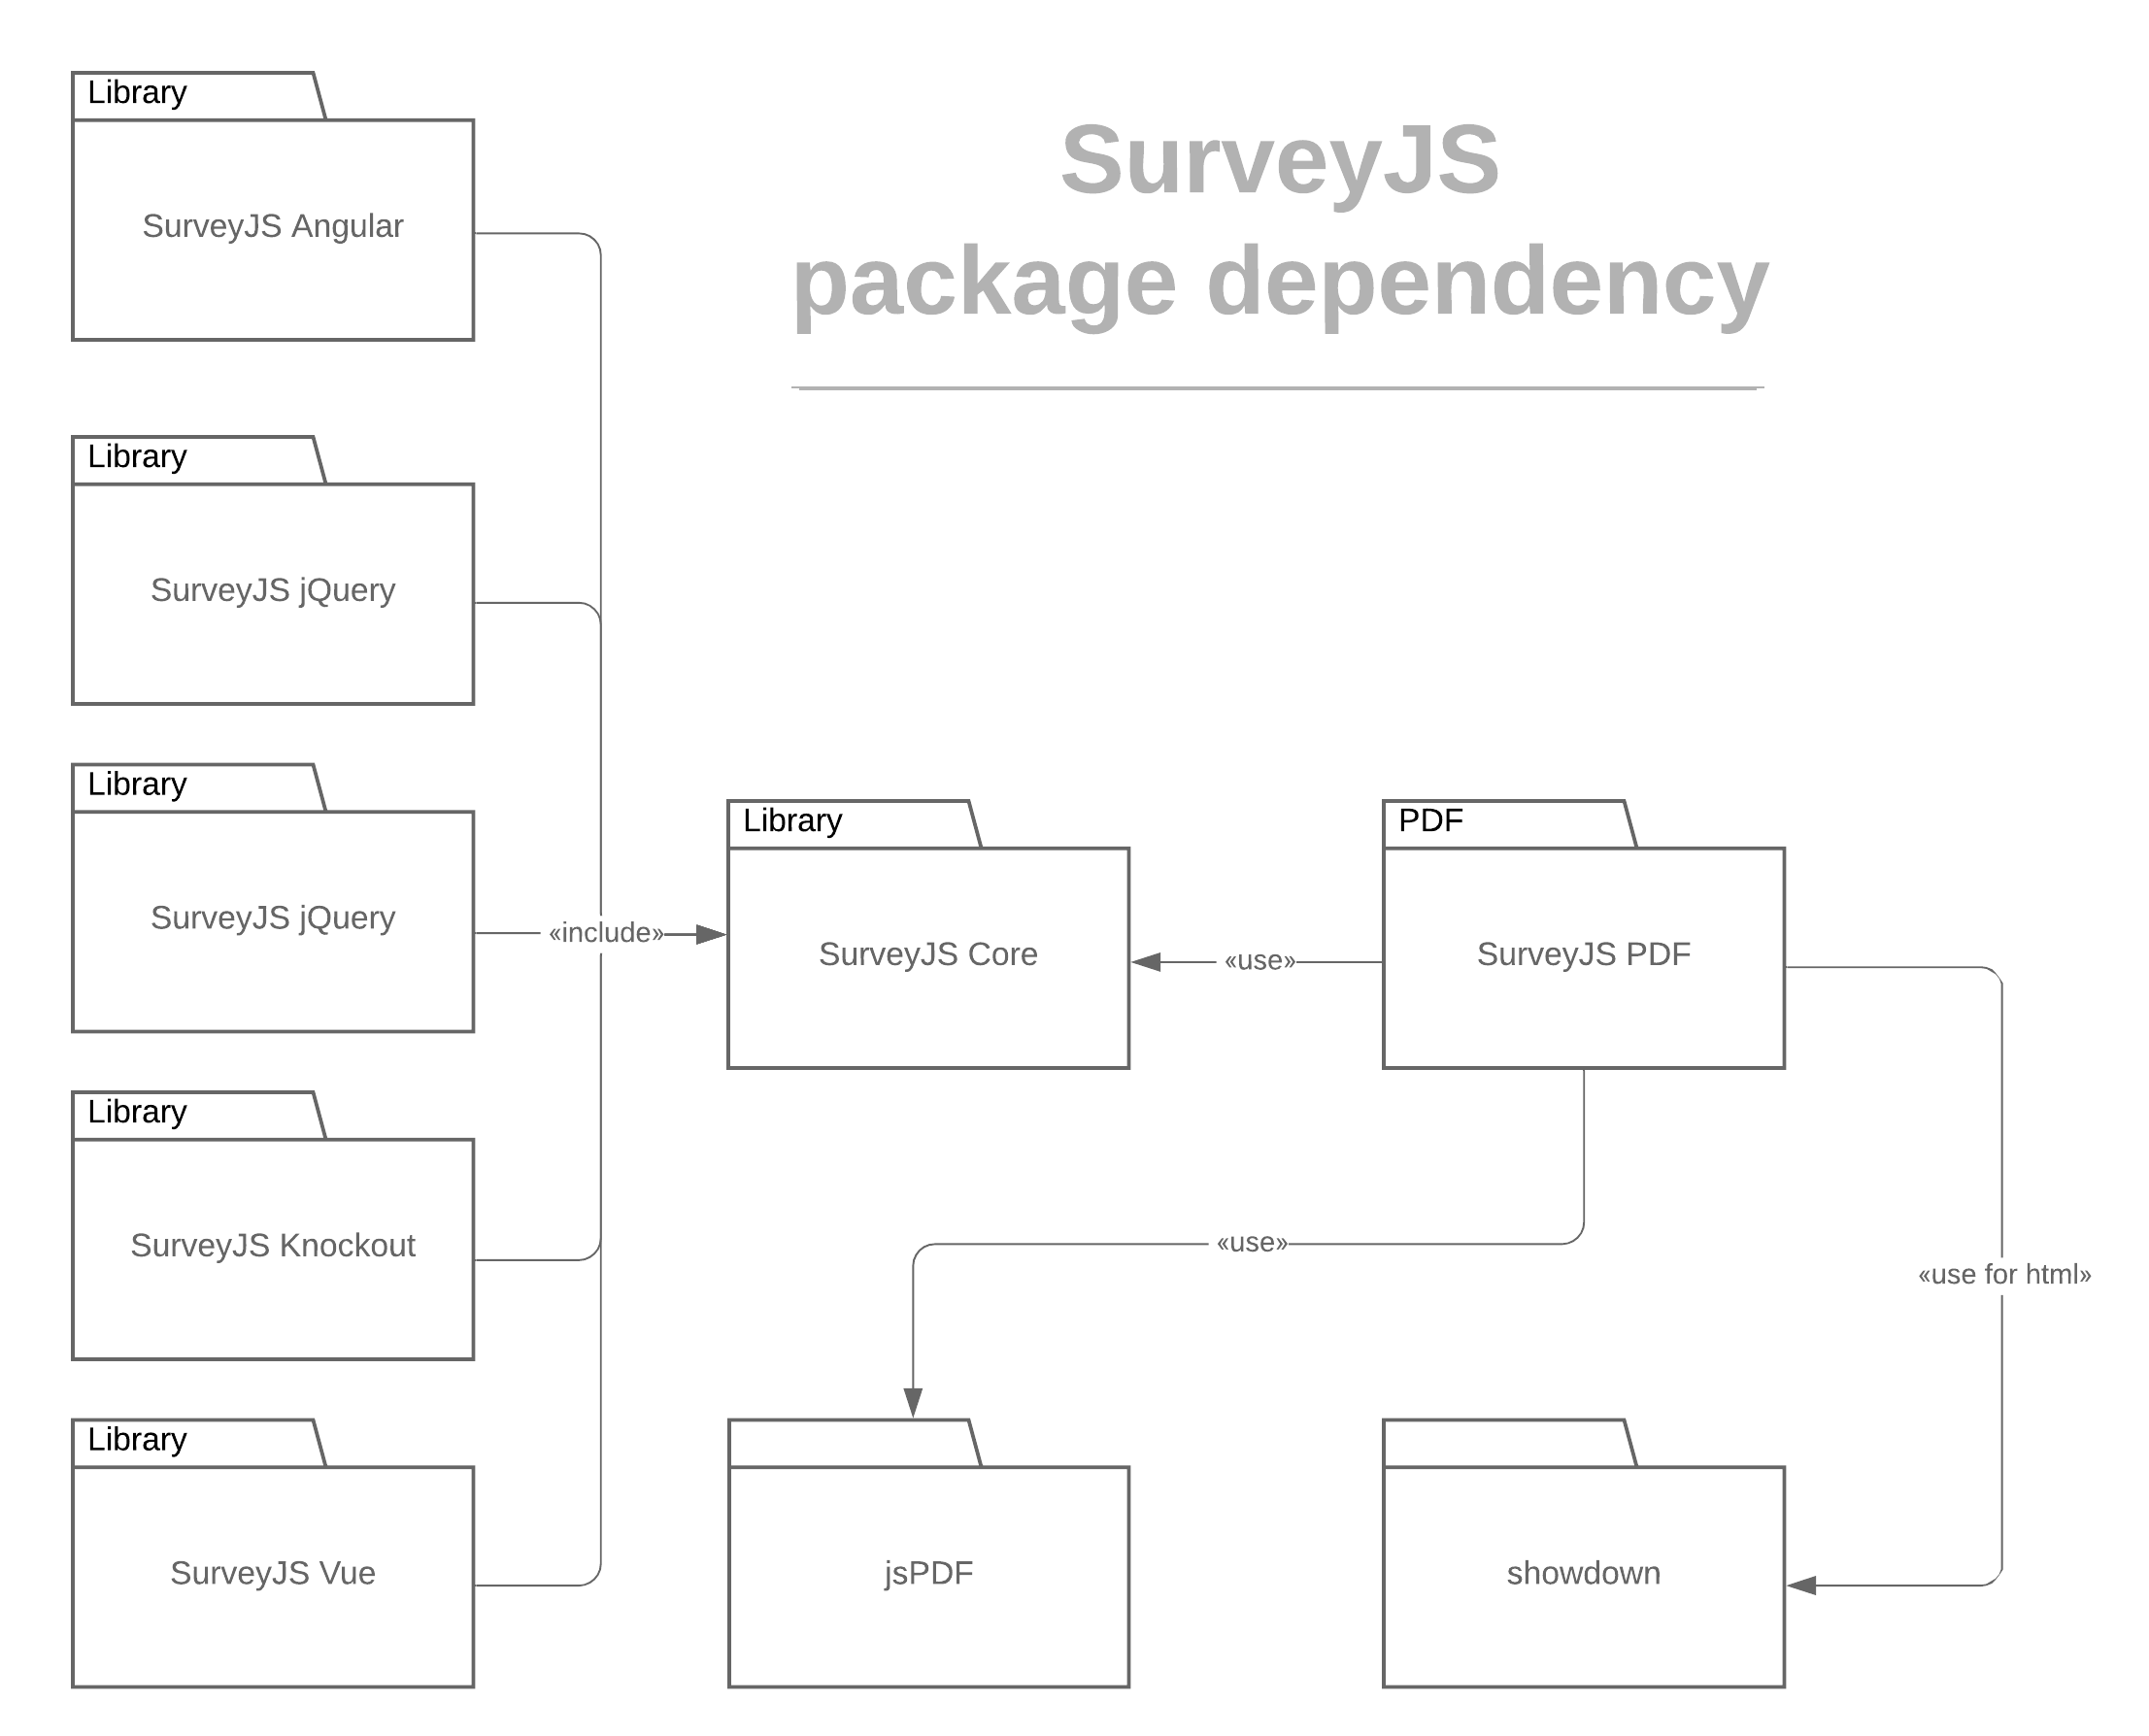 SurveyJS
package dependency
Library
SurveyJS Angular
Library
SurveyJS jQuery
Library
SurveyJS jQuery
Library
SurveyJS Knockout
Library
SurveyJS Vue
«include»
Library
SurveyJS Core
«use»
PDF
SurveyJS PDF
«use»
«use for html»
jsPDF
showdown